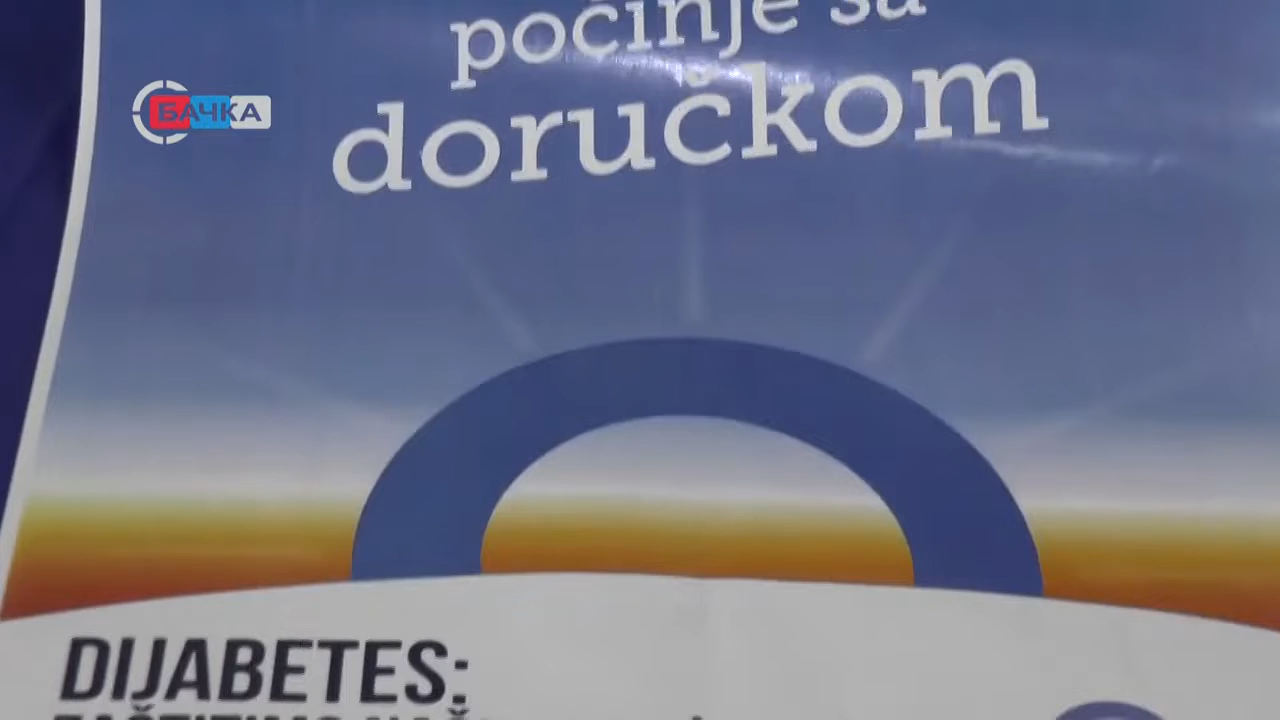 počinje sa
doručkom
БАЧКА
DIJABETES: